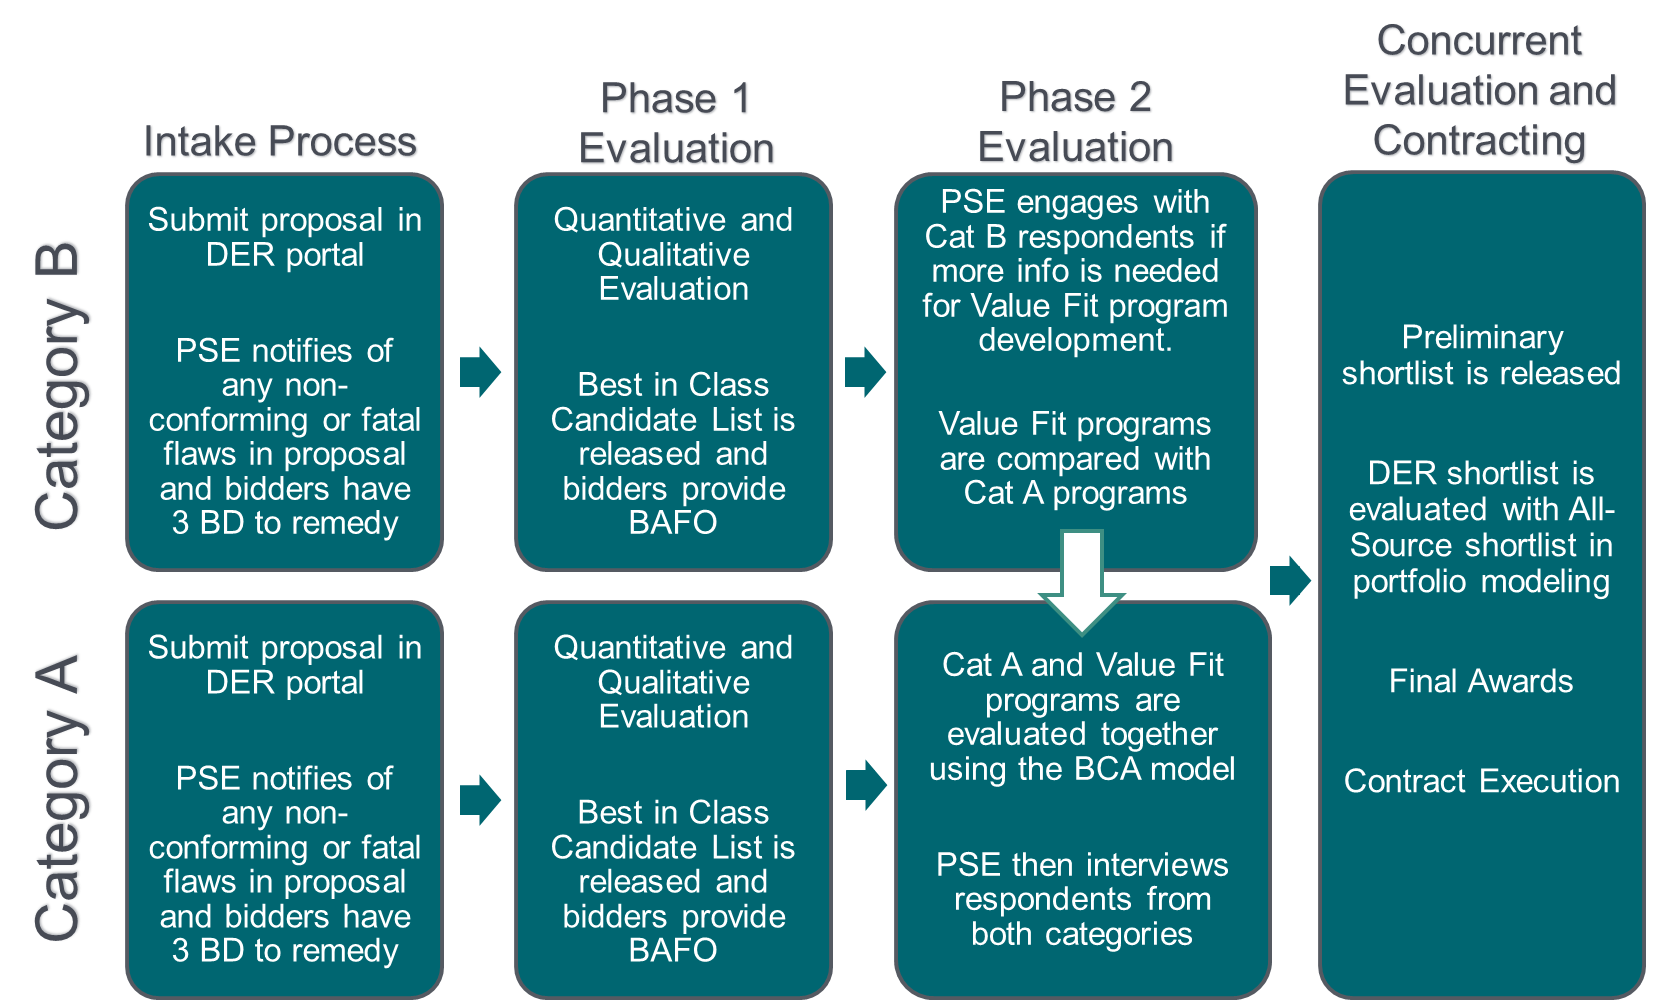 Intake Process
Phase 1
Evaluation
Phase 2
Evaluation
Concurrent
Evaluation and
Contracting
Category B
Submit proposal in
DER portal
PSE notifies of
any non-
conforming or fatal
flaws in proposal
and bidders have
3 BD to remedy
Quantitative and
Qualitative
Evaluation
Best in Class
Candidate List is
released and
bidders provide
BAFO
PSE engages with
Cat B respondents if
more info is needed
for Value Fit program
development.
Value Fit programs
are compared with
Cat A programs
Category A
Submit proposal in
DER portal
PSE notifies of
any non-
conforming or fatal
flaws in proposal
and bidders have
3 BD to remedy
Quantitative and
Qualitative
Evaluation
Best in Class
Candidate List is
released and
bidders provide
BAFO
Cat A and Value Fit
programs are
evaluated together
using the BCA model
PSE then interviews
respondents from
both categories
Preliminary
shortlist is released
DER shortlist is
evaluated with All-
Source shortlist in
portfolio modeling
Final Awards
Contract Execution